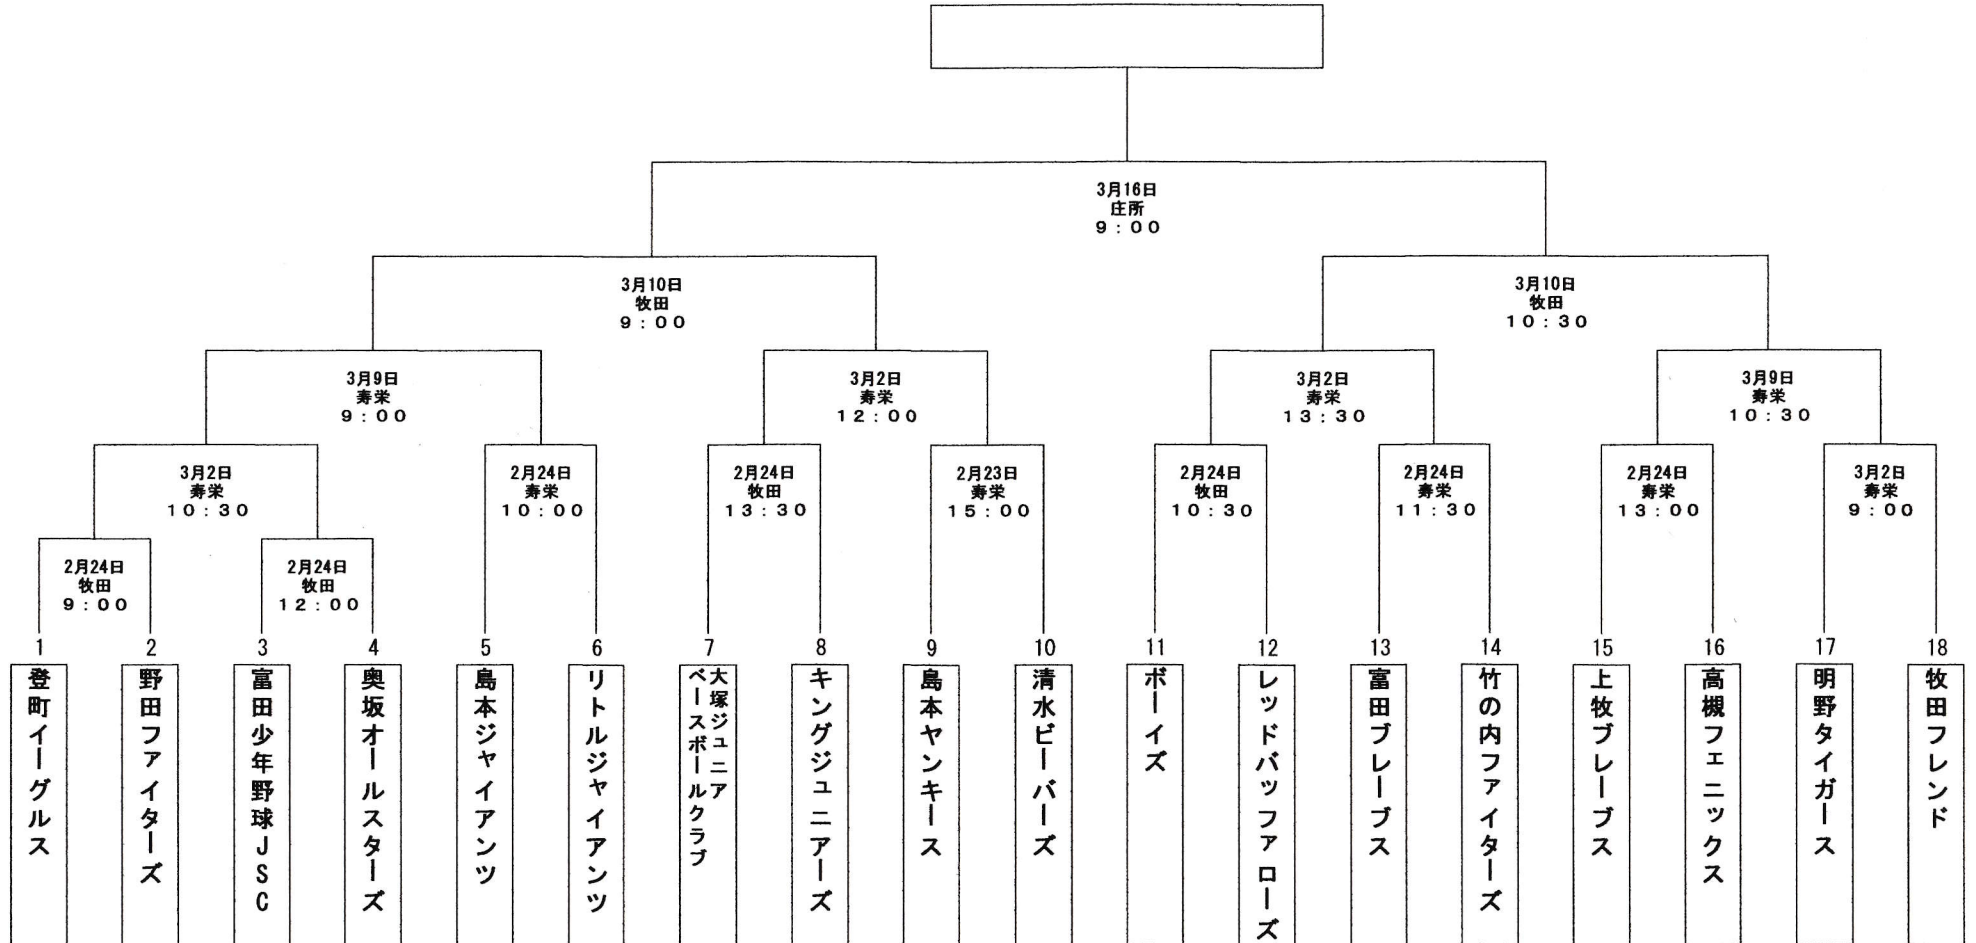 3月16日
庄所
9:00
3月10日
牧田
9:00
3月10日
牧田
10:30
3月9日
寿栄
9:00
3月2日
寿栄
12:00
3月2日
寿栄
13:30
3月9日
寿栄
10:30
3月2日
寿栄
10:30
2月24日
寿栄
10:00
2月24日
牧田
13:30
2月23日
寿栄
15:00
2月24日
牧田
10:30
2月24日
寿栄
11:30
2月24日
寿栄
13:00
3月2日
寿栄
9:00
2月24日
牧田
9:00
2月24日
牧田
12:00
1
登町イーグルス
2
野田ファイターズ
3
富田少年野球JSC
4
奥坂オールスターズ
5
島本ジャイアンツ
6
リトルジャイアンツ
7
大塚ジュニア
ベースボールクラブ
8
キングジュニアーズ
9
島本ヤンキース
10
清水ビーバーズ
11
ボーイズ
12
レッドバッファローズ
13
富田ブレーブス
14
竹の内ファイターズ
15
上牧ブレーブス
16
高槻フェニックス
17
明野タイガース
18
牧田フレンド